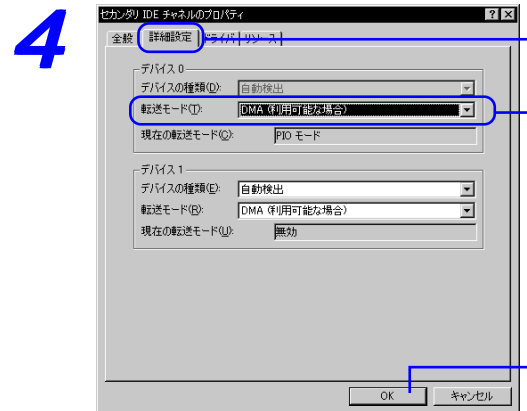 4
セカンダリ IDE チャネルのプロパティ
全般 詳細設定 ドライバ リソース
デバイス 0
デバイスの種類(D): 自動検出
転送モード(T): DMA (利用可能な場合)
現在の転送モード(C): PIO モード
デバイス 1
デバイスの種類(E): 自動検出
転送モード(R): DMA (利用可能な場合)
現在の転送モード(U): 無効
OK キャンセル